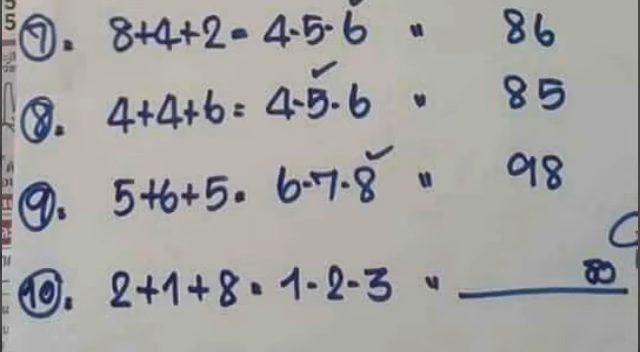 7. 8+4+2= 4-5-6 " 86
8. 4+4+6= 4-5-6 " 85
9. 5+6+5= 6-7-8 " 98
10. 2+1+8= 1-2-3 "